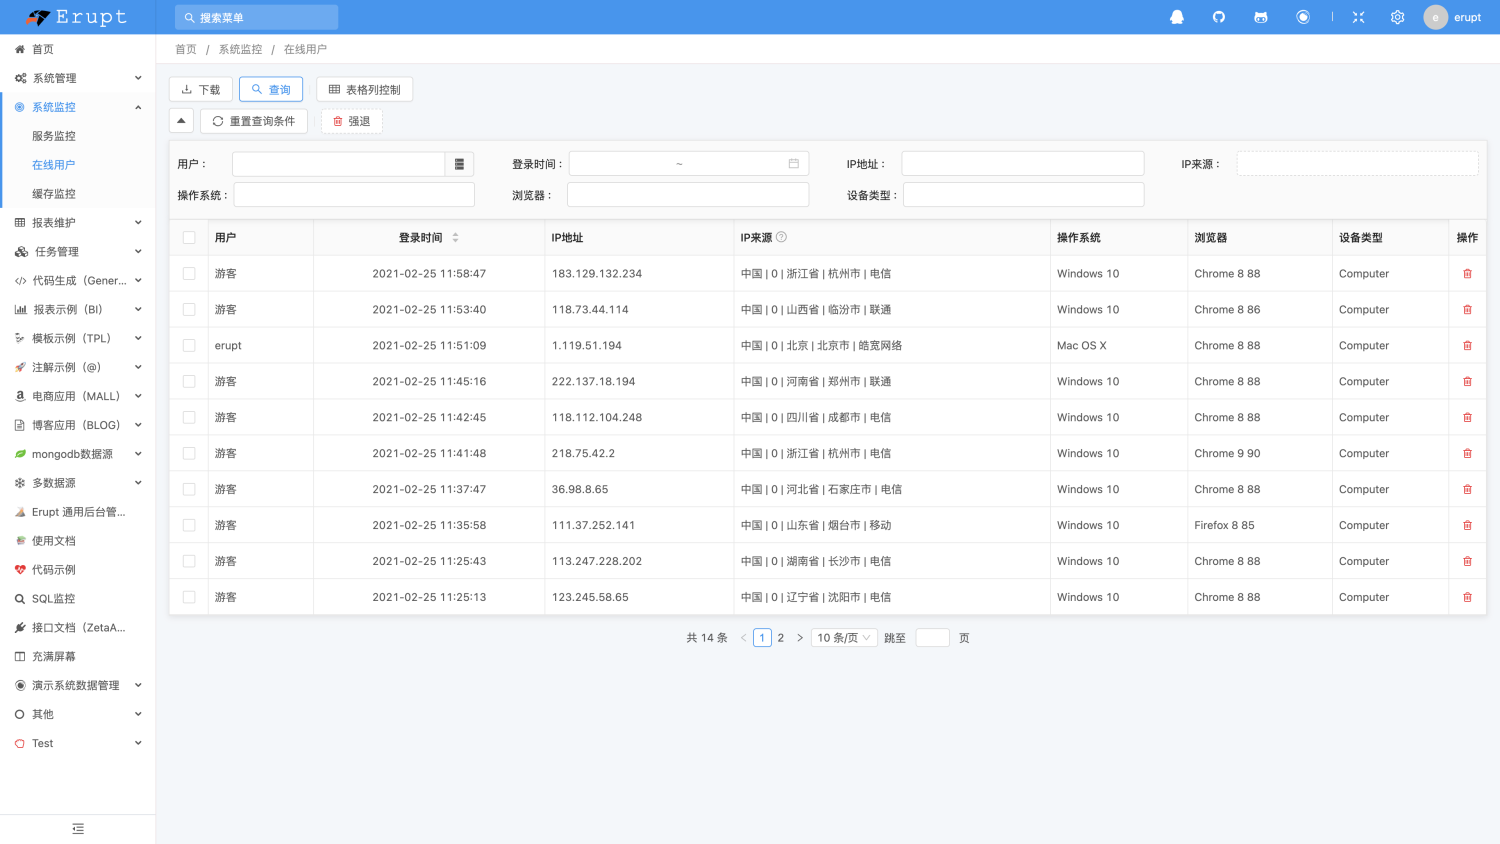 Erupt
搜索菜单
erupt
e
首页
系统管理
系统监控
服务监控
在线用户
缓存监控
报表维护
任务管理
代码生成（Gener...
报表示例（BI）
模板示例（TPL）
注解示例（@）
电商应用（MALL）
博客应用（BLOG）
mongodb数据源
多数据源
Erupt 通用后台管...
使用文档
代码示例
SQL监控
接口文档（ZetaA...
充满屏幕
演示系统数据管理
其他
Test
首页 / 系统监控 / 在线用户
下载 查询 表格列控制
重置查询条件 强退
用户： 登录时间： ~ IP地址： IP来源：
操作系统： 浏览器： 设备类型：
用户 登录时间 IP地址 IP来源 操作系统 浏览器 设备类型 操作
游客 2021-02-25 11:58:47 183.129.132.234 中国 | 0 | 浙江省 | 杭州市 | 电信 Windows 10 Chrome 8 88 Computer
游客 2021-02-25 11:53:40 118.73.44.114 中国 | 0 | 山西省 | 临汾市 | 联通 Windows 10 Chrome 8 86 Computer
erupt 2021-02-25 11:51:09 1.119.51.194 中国 | 0 | 北京 | 北京市 | 皓宽网络 Mac OS X Chrome 8 88 Computer
游客 2021-02-25 11:45:16 222.137.18.194 中国 | 0 | 河南省 | 郑州市 | 联通 Windows 10 Chrome 8 88 Computer
游客 2021-02-25 11:42:45 118.112.104.248 中国 | 0 | 四川省 | 成都市 | 电信 Windows 10 Chrome 8 88 Computer
游客 2021-02-25 11:41:48 218.75.42.2 中国 | 0 | 浙江省 | 杭州市 | 电信 Windows 10 Chrome 9 90 Computer
游客 2021-02-25 11:37:47 36.98.8.65 中国 | 0 | 河北省 | 石家庄市 | 电信 Windows 10 Chrome 8 88 Computer
游客 2021-02-25 11:35:58 111.37.252.141 中国 | 0 | 山东省 | 烟台市 | 移动 Windows 10 Firefox 8 85 Computer
游客 2021-02-25 11:25:43 113.247.228.202 中国 | 0 | 湖南省 | 长沙市 | 电信 Windows 10 Chrome 8 88 Computer
游客 2021-02-25 11:25:13 123.245.58.65 中国 | 0 | 辽宁省 | 沈阳市 | 电信 Windows 10 Chrome 8 88 Computer
共 14 条 < 1 2 > 10 条/页 跳至 页